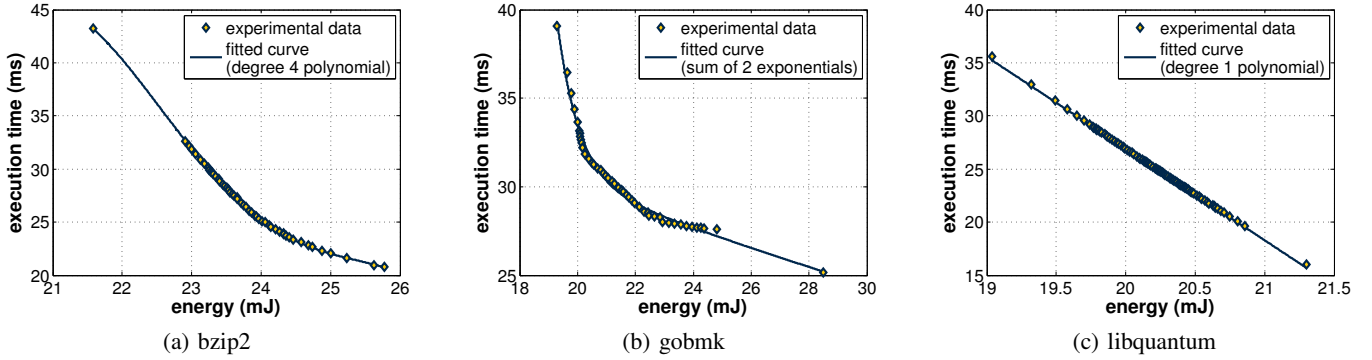 45
40
35
30
25
20
21
22
23
24
25
26
execution time (ms)
energy (mJ)
experimental data
fitted curve
(degree 4 polynomial)
(a) bzip2
40
35
30
25
18
20
22
24
26
28
30
execution time (ms)
energy (mJ)
experimental data
fitted curve
(sum of 2 exponentials)
(b) gobmk
40
35
30
25
20
15
19
19.5
20
20.5
21
21.5
execution time (ms)
energy (mJ)
experimental data
fitted curve
(degree 1 polynomial)
(c) libquantum